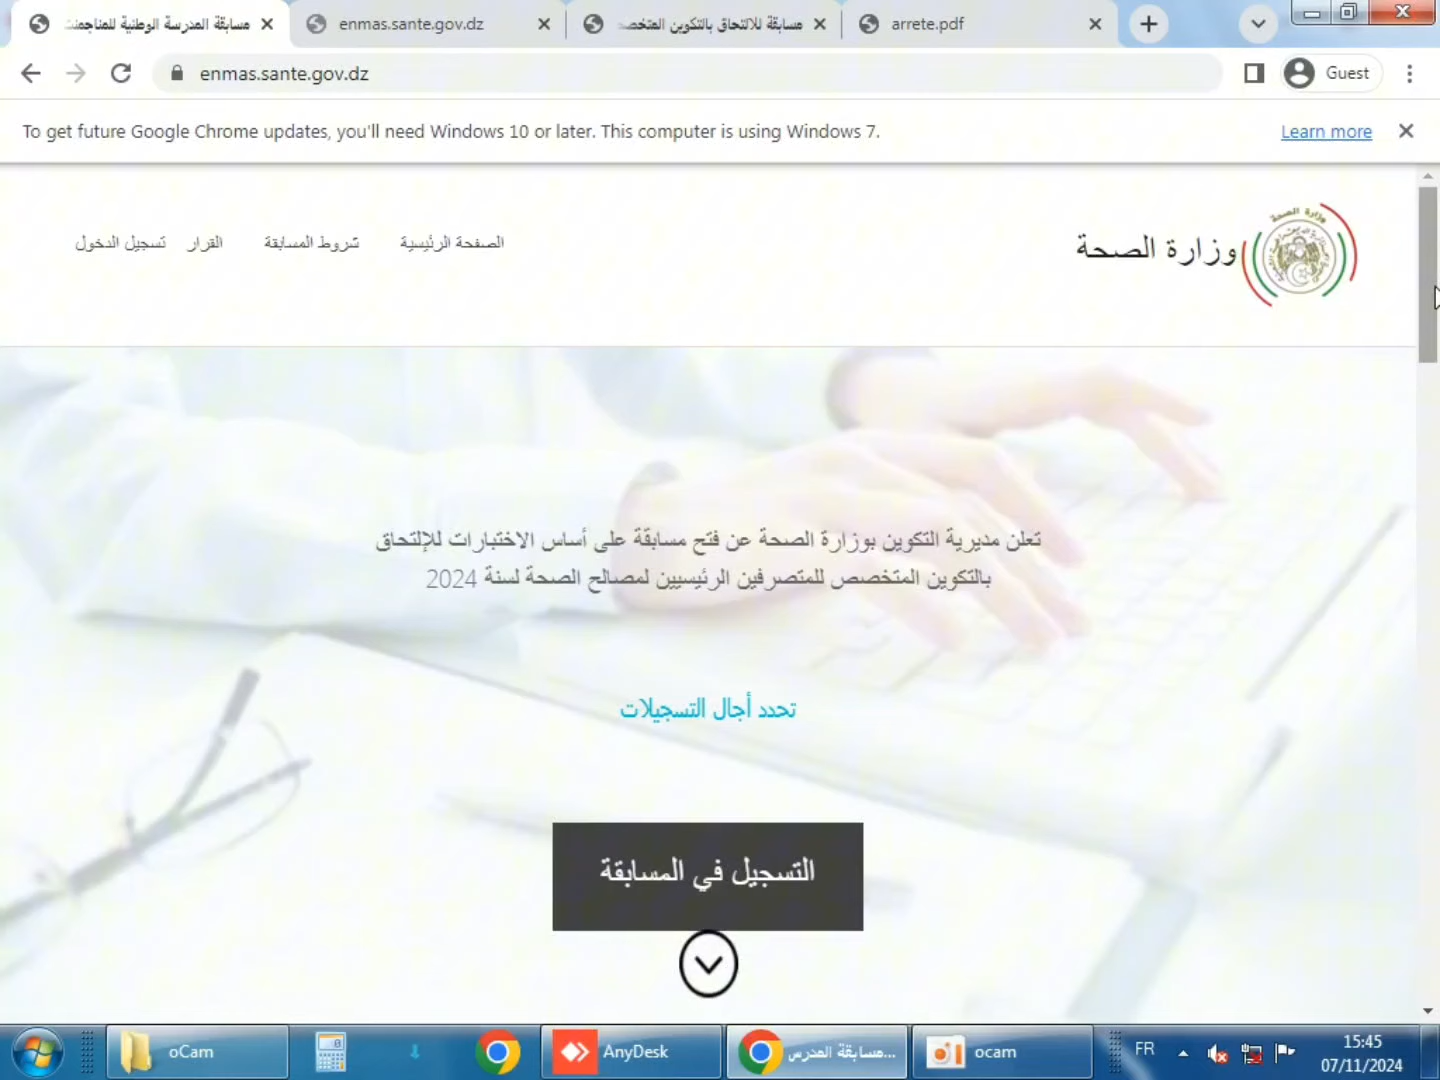 مسابقة المدرسة الوطنية للمناجمنت
enmas.sante.gov.dz
مسابقة للالتحاق بالتكوين المتخصص
arrete.pdf
enmas.sante.gov.dz
Guest
To get future Google Chrome updates, you'll need Windows 10 or later. This computer is using Windows 7.
Learn more
وزارة الصحة
وزارة الصحة
الصفحة الرئيسية
شروط المسابقة
القرار
تسجيل الدخول
تعلن مديرية التكوين بوزارة الصحة عن فتح مسابقة على أساس الاختبارات للإلتحاق
بالتكوين المتخصص للمتصرفين الرئيسيين لمصالح الصحة لسنة 2024
تحدد أجال التسجيلات
التسجيل في المسابقة
oCam
AnyDesk
مسابقة المدرس...
ocam
FR
15:45
07/11/2024